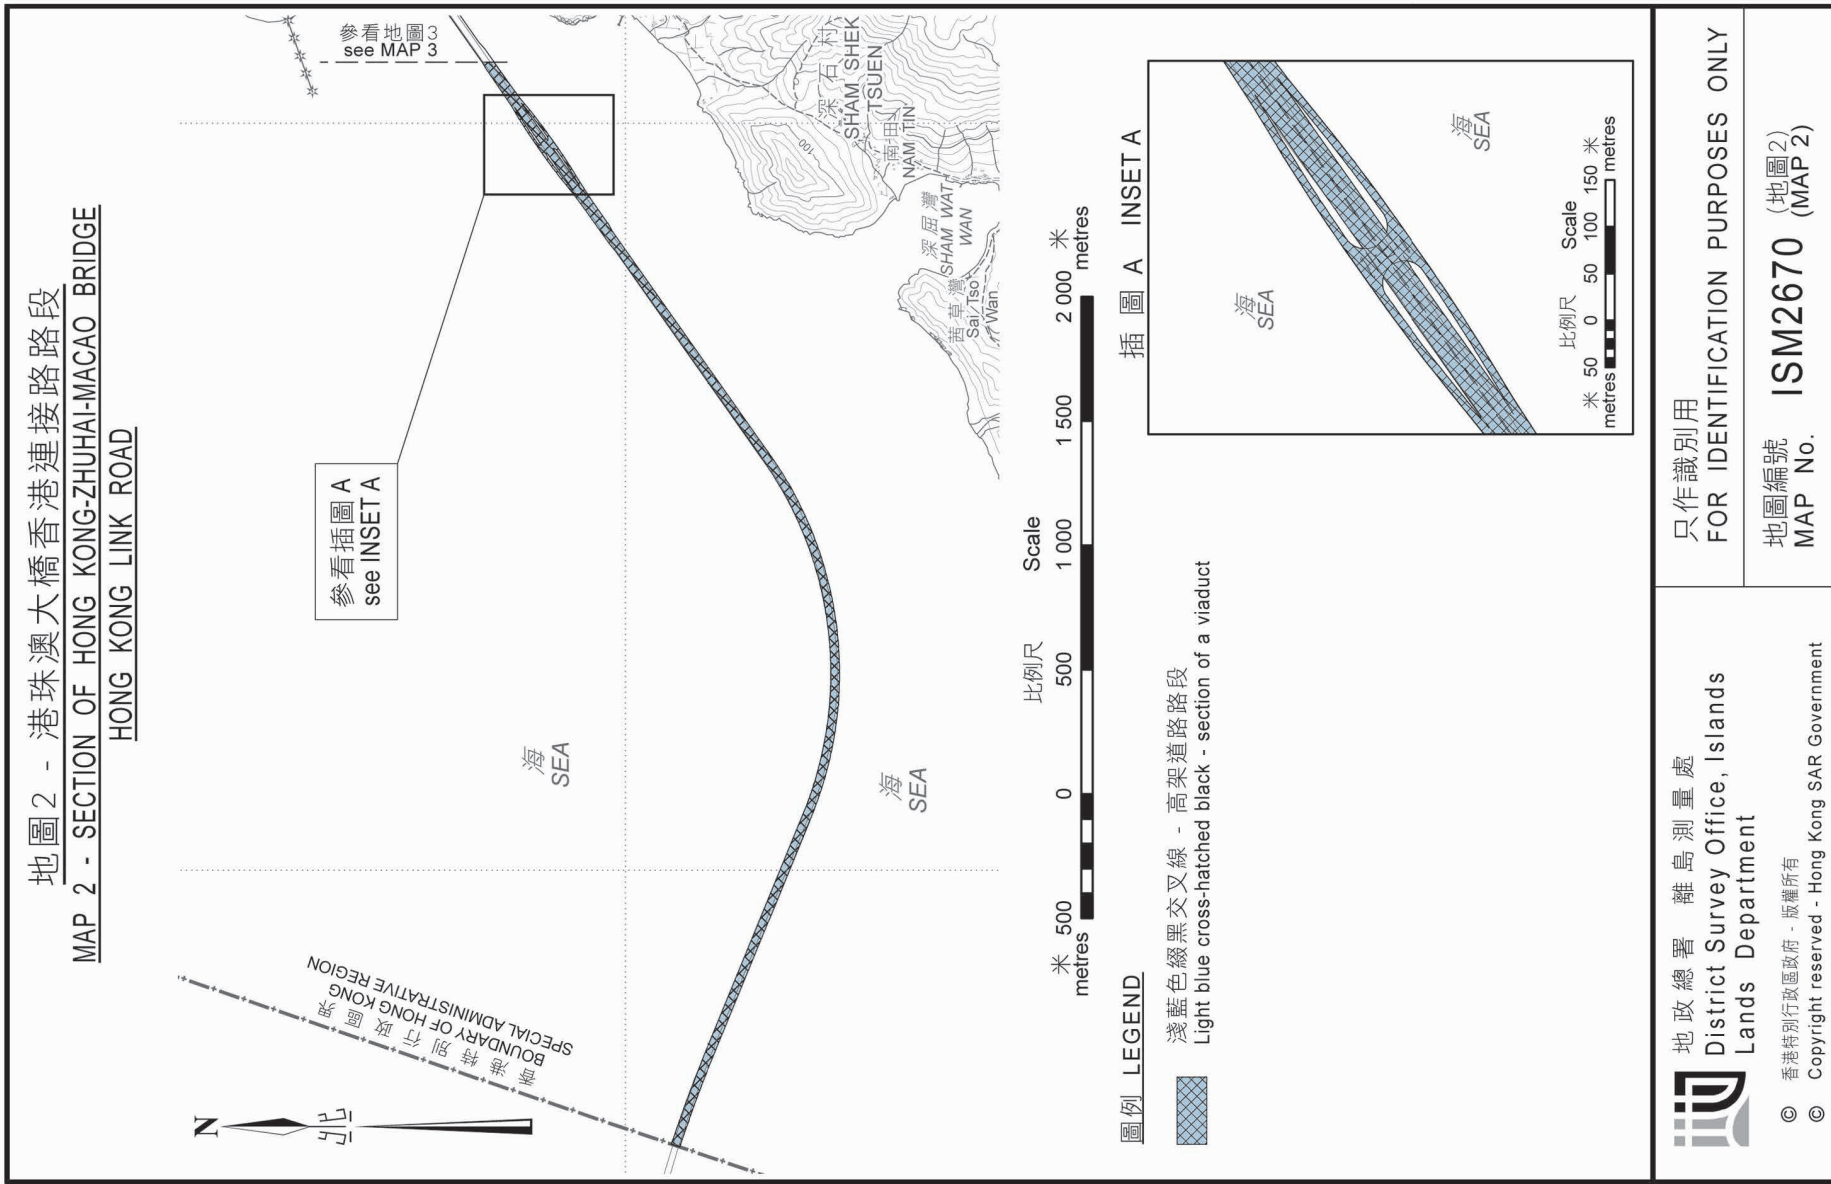 地圖2 - 港珠澳大橋香港連接路路段
MAP 2 - SECTION OF HONG KONG-ZHUHAI-MACAO BRIDGE
HONG KONG LINK ROAD
N
北
香港特別行政區界
BOUNDARY OF HONG KONG
SPECIAL ADMINISTRATIVE REGION
參看插圖 A
see INSET A
參看地圖3
see MAP 3
海
SEA
海
SEA
100
深石村
SHAM SHEK
TSUEN
南田
NAM TIN
深屈灣
SHAM WAT
WAN
茜草灣
Sai Tso
Wan
比例尺 Scale
米 500 0 500 1 000 1 500 2 000 米
metres metres
圖例 LEGEND
淺藍色綴黑交叉線 - 高架道路路段
Light blue cross-hatched black - section of a viaduct
插圖 A INSET A
海
SEA
海
SEA
比例尺 Scale
米 50 0 50 100 150 米
metres metres
地政總署 離島測量處
District Survey Office, Islands
Lands Department
© 香港特別行政區政府 - 版權所有
© Copyright reserved - Hong Kong SAR Government
只作識別用
FOR IDENTIFICATION PURPOSES ONLY
地圖編號 ISM2670 (地圖2)
MAP No. (MAP 2)